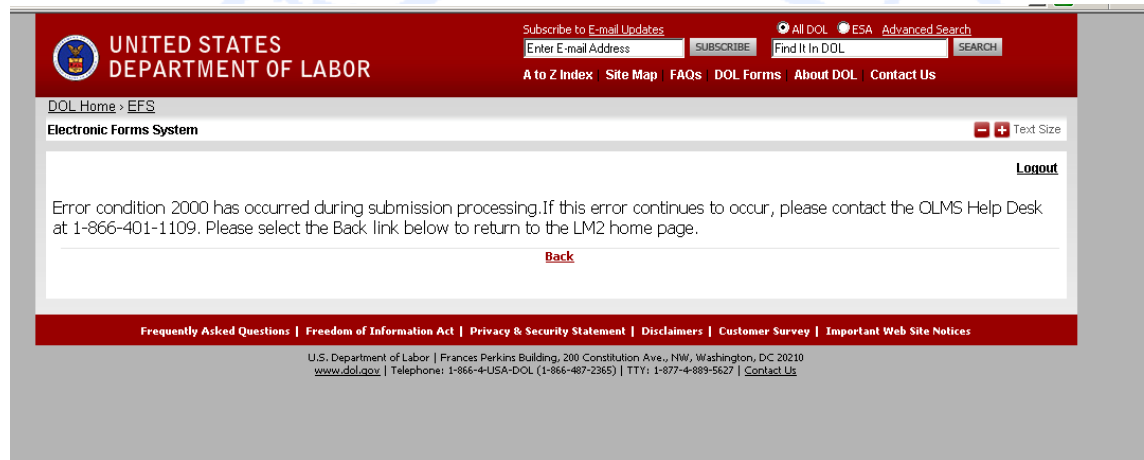 Subscribe to E-mail Updates
All DOL ESA Advanced Search
UNITED STATES
DEPARTMENT OF LABOR
Enter E-mail Address SUBSCRIBE Find It In DOL SEARCH
A to Z Index | Site Map | FAQs | DOL Forms | About DOL | Contact Us
DOL Home › EFS
Electronic Forms System
Text Size
Logout
Error condition 2000 has occurred during submission processing.If this error continues to occur, please contact the OLMS Help Desk
at 1-866-401-1109. Please select the Back link below to return to the LM2 home page.
Back
Frequently Asked Questions | Freedom of Information Act | Privacy & Security Statement | Disclaimers | Customer Survey | Important Web Site Notices
U.S. Department of Labor | Frances Perkins Building, 200 Constitution Ave., NW, Washington, DC 20210
www.dol.gov | Telephone: 1-866-4-USA-DOL (1-866-487-2365) | TTY: 1-877-4-889-5627 | Contact Us